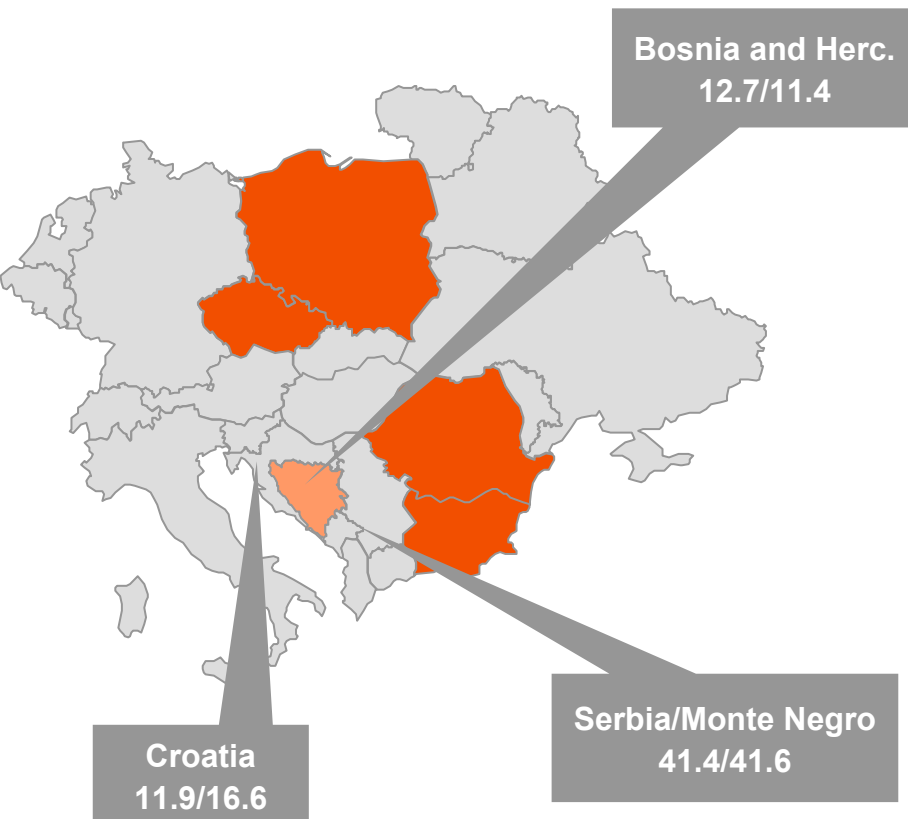 Bosnia and Herc.
12.7/11.4
Serbia/Monte Negro
41.4/41.6
Croatia
11.9/16.6